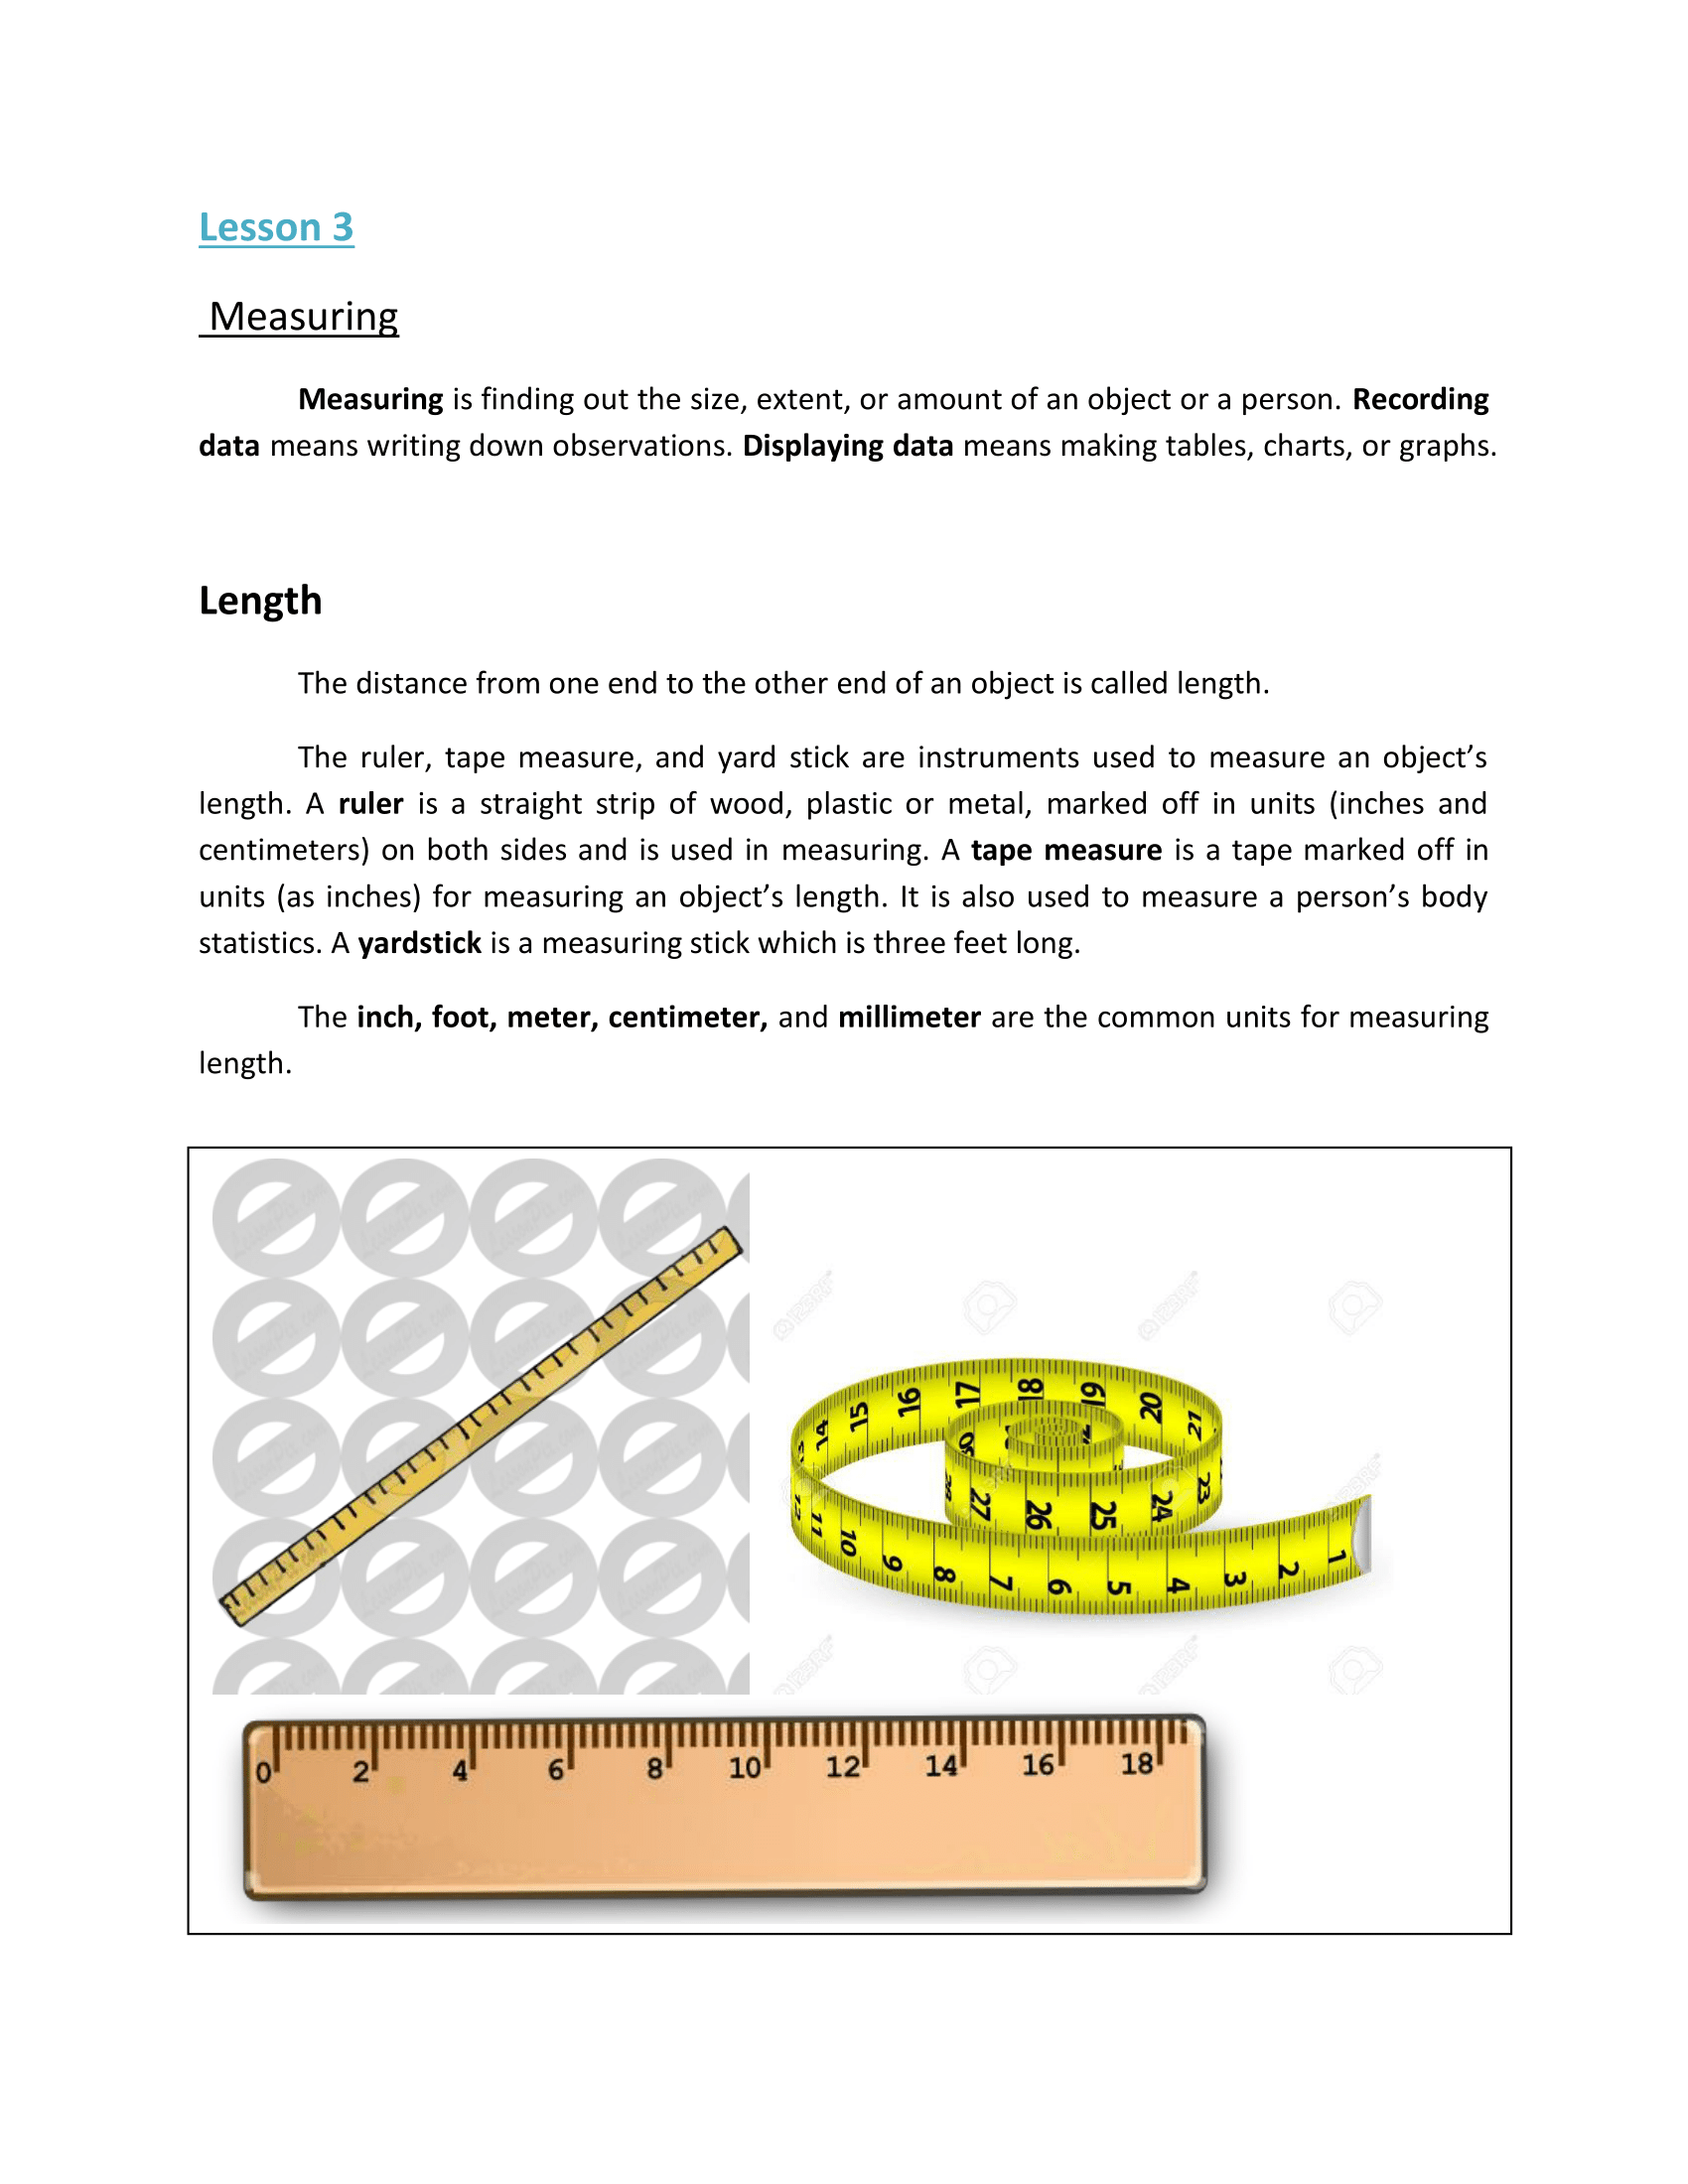 Lesson 3
Measuring
Measuring is finding out the size, extent, or amount of an object or a person. Recording
data means writing down observations. Displaying data means making tables, charts, or graphs.
Length
The distance from one end to the other end of an object is called length.
The ruler, tape measure, and yard stick are instruments used to measure an object’s
length. A ruler is a straight strip of wood, plastic or metal, marked off in units (inches and
centimeters) on both sides and is used in measuring. A tape measure is a tape marked off in
units (as inches) for measuring an object’s length. It is also used to measure a person’s body
statistics. A yardstick is a measuring stick which is three feet long.
The inch, foot, meter, centimeter, and millimeter are the common units for measuring
length.
14 15 16 17 18 19 20 21
30
27 26 25 24 23
11 10 9 8 7 6 5 4 3 2 1
0 2 4 6 8 10 12 14 16 18